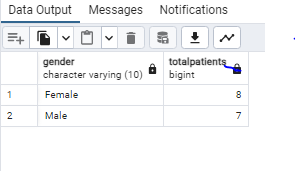 Data Output Messages Notifications
gender totalpatients
character varying (10) bigint
1 Female 8
2 Male 7